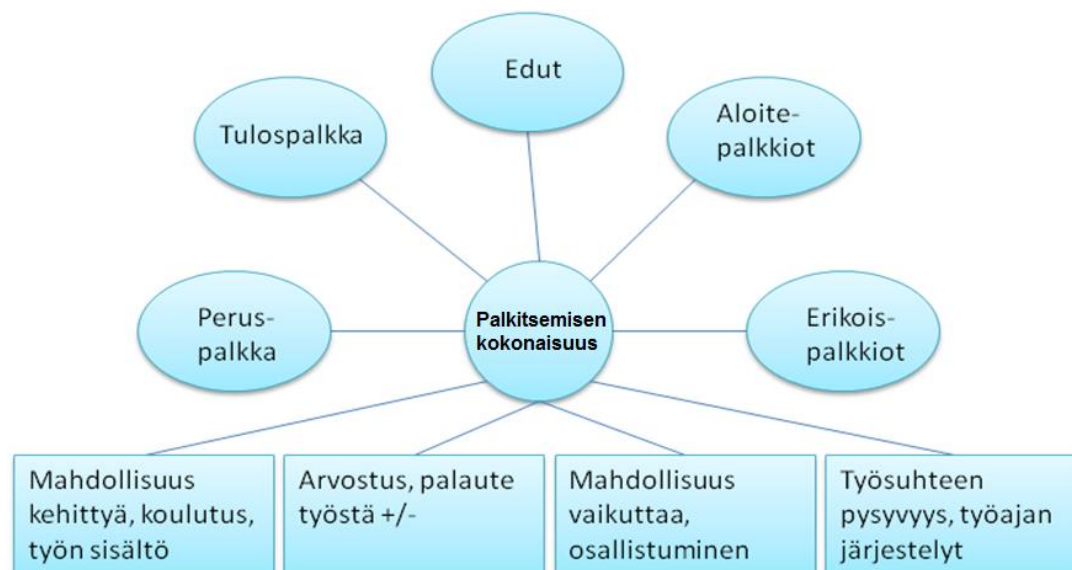 Edut
Tulospalkka
Aloite-
palkkiot
Perus-
palkka
Palkitsemisen
kokonaisuus
Erikois-
palkkiot
Mahdollisuus
kehittyä, koulutus,
työn sisältö
Arvostus, palaute
työstä +/-
Mahdollisuus
vaikuttaa,
osallistuminen
Työsuhteen
pysyvyys, työajan
järjestelyt